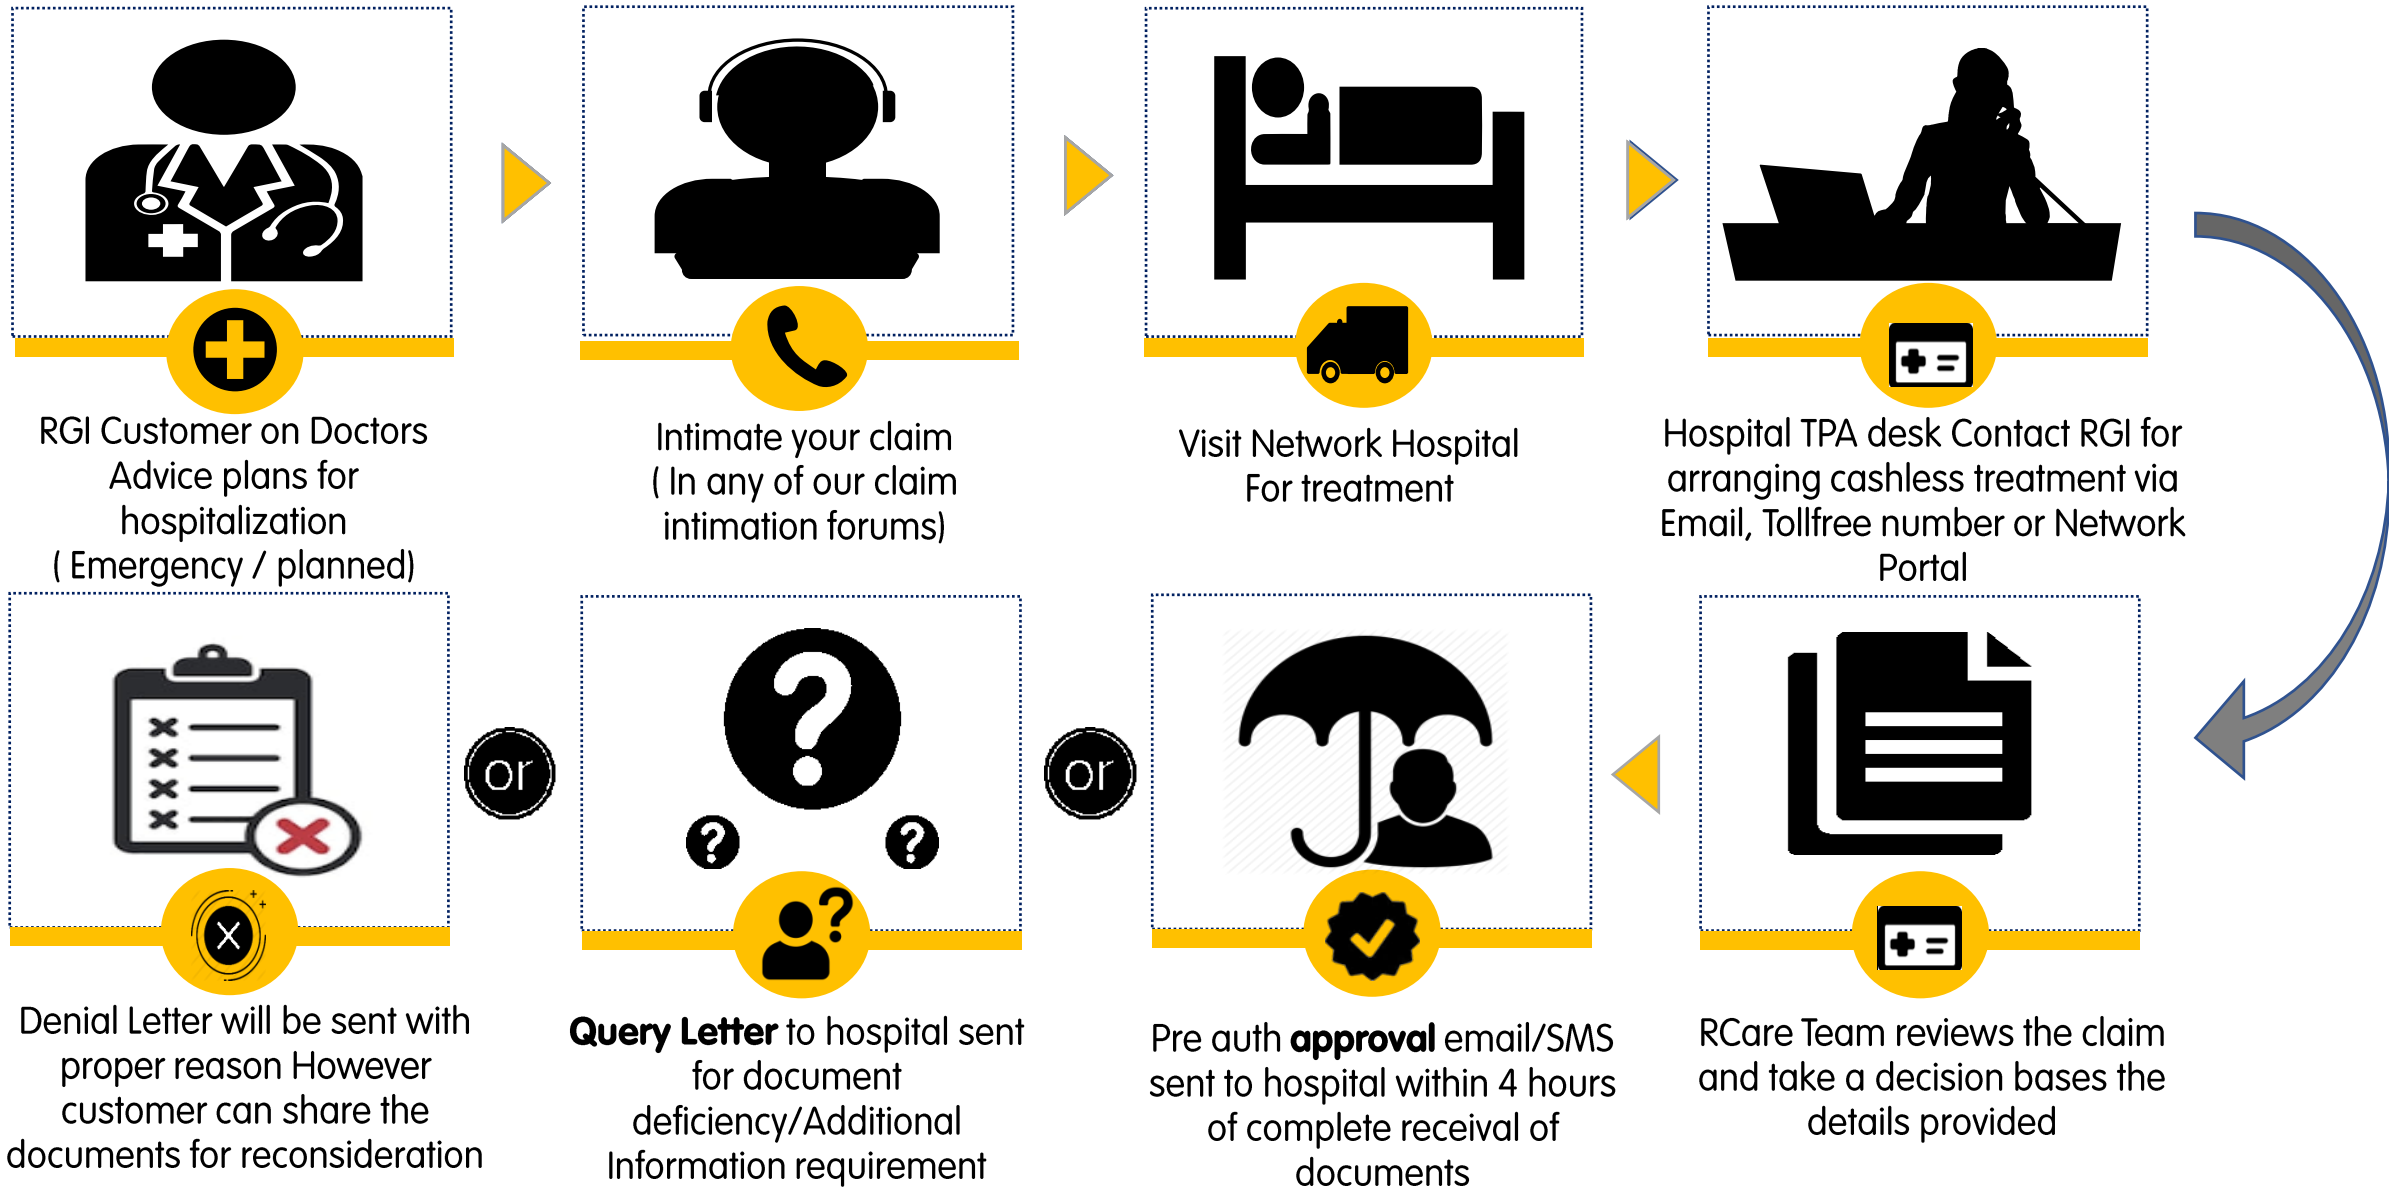 RGI Customer on Doctors
Advice plans for
hospitalization
( Emergency / planned)
Intimate your claim
( In any of our claim
intimation forums)
Visit Network Hospital
For treatment
Hospital TPA desk Contact RGI for
arranging cashless treatment via
Email, Tollfree number or Network
Portal
RCare Team reviews the claim
and take a decision bases the
details provided
Pre auth approval email/SMS
sent to hospital within 4 hours
of complete receival of
documents
or
Query Letter to hospital sent
for document
deficiency/Additional
Information requirement
or
Denial Letter will be sent with
proper reason However
customer can share the
documents for reconsideration